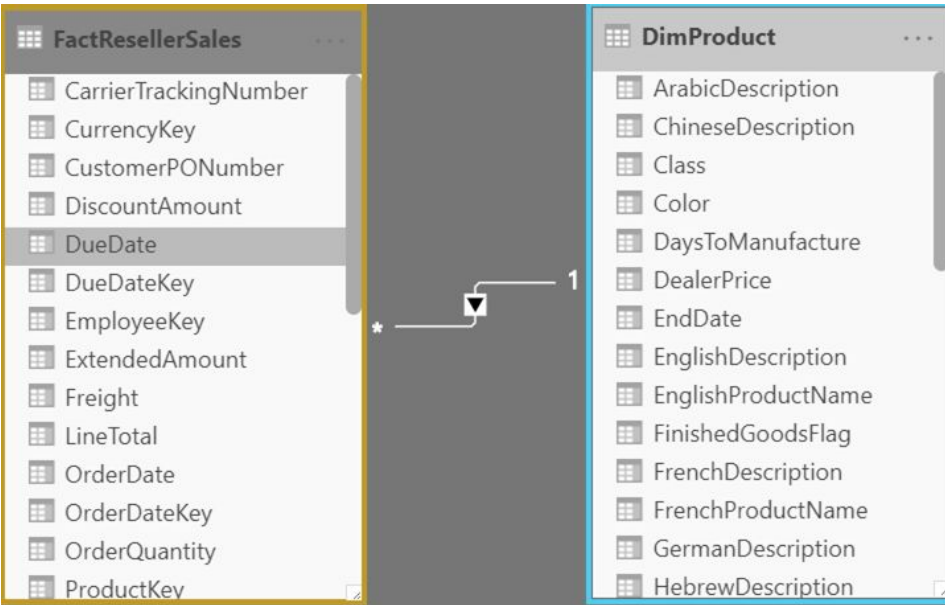 FactResellerSales
CarrierTrackingNumber
CurrencyKey
CustomerPONumber
DiscountAmount
DueDate
DueDateKey
EmployeeKey
ExtendedAmount
Freight
LineTotal
OrderDate
OrderDateKey
OrderQuantity
ProductKey
* 1
DimProduct
ArabicDescription
ChineseDescription
Class
Color
DaysToManufacture
DealerPrice
EndDate
EnglishDescription
EnglishProductName
FinishedGoodsFlag
FrenchDescription
FrenchProductName
GermanDescription
HebrewDescription